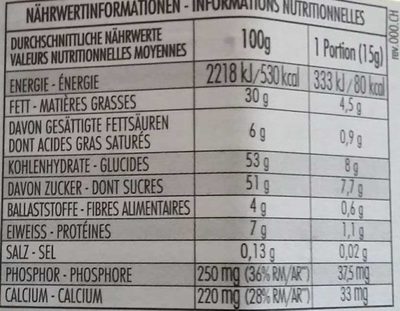 NÄHRWERTINFORMATIONEN - INFORMATIONS NUTRITIONNELLES
DURCHSCHNITTLICHE NÄHRWERTE
VALEURS NUTRITIONNELLES MOYENNES
100g
1 Portion (15g)
ENERGIE - ÉNERGIE 2218 kJ/530 kcal 333 kJ/80 kcal
FETT - MATIÈRES GRASSES 30 g 4,5 g
DAVON GESÄTTIGTE FETTSÄUREN
DONT ACIDES GRAS SATURÉS
6 g 0,9 g
KOHLENHYDRATE - GLUCIDES 53 g 8 g
DAVON ZUCKER - DONT SUCRES 51 g 7,7 g
BALLASTSTOFFE - FIBRES ALIMENTAIRES 4 g 0,6 g
EIWEISS - PROTÉINES 7 g 1,1 g
SALZ - SEL 0,13 g 0,02 g
PHOSPHOR - PHOSPHORE 250 mg (36% RM/AR**) 37,5 mg
CALCIUM - CALCIUM 220 mg (28% RM/AR**) 33 mg
rev.000.CH